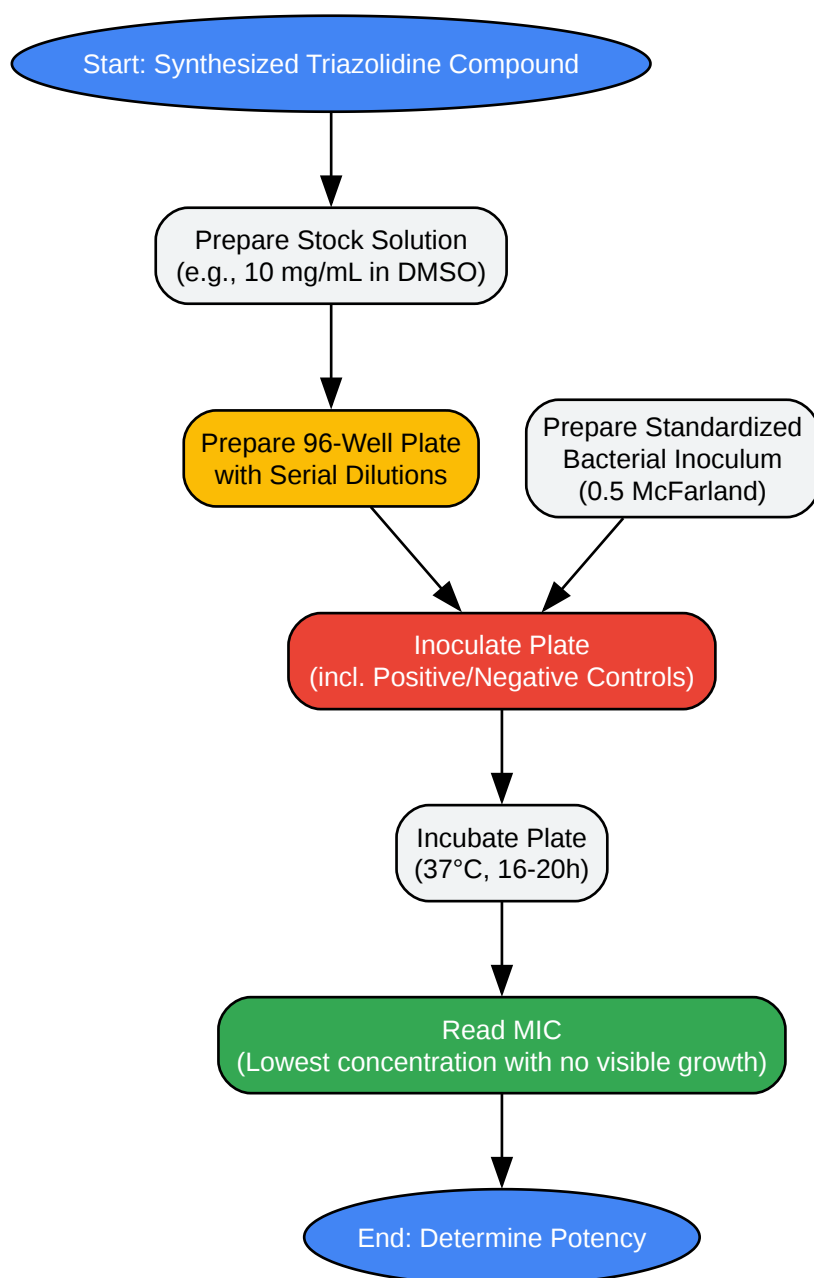 Start: Synthesized Triazolidine Compound
Prepare Stock Solution
(e.g., 10 mg/mL in DMSO)
Prepare 96-Well Plate
with Serial Dilutions
Prepare Standardized
Bacterial Inoculum
(0.5 McFarland)
Inoculate Plate
(incl. Positive/Negative Controls)
Incubate Plate
(37°C, 16-20h)
Read MIC
(Lowest concentration with no visible growth)
End: Determine Potency